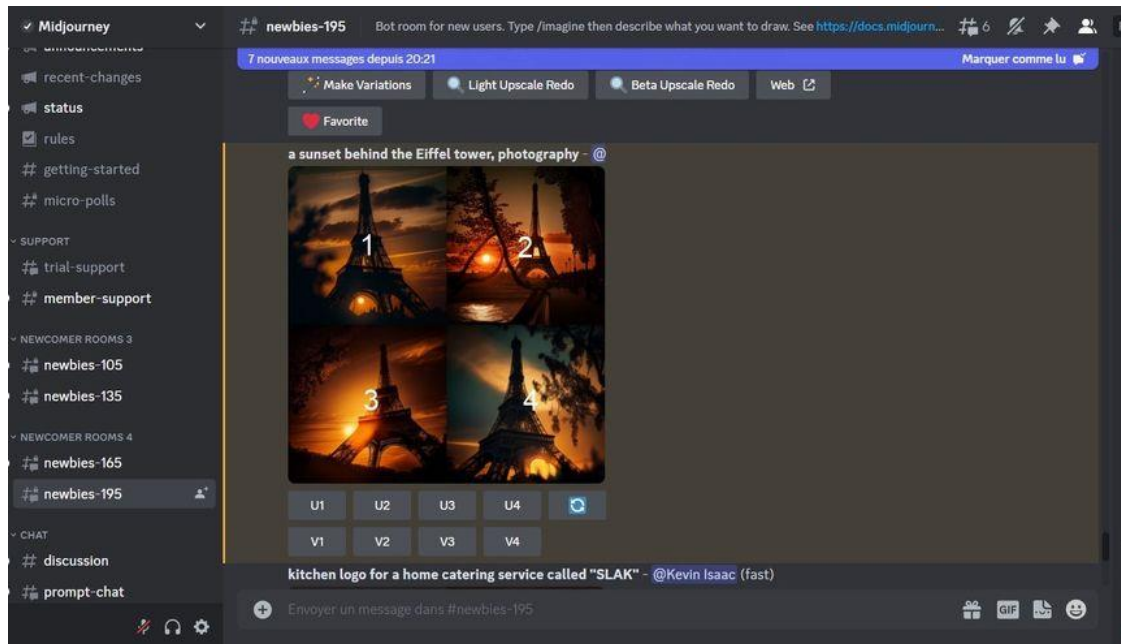 Midjourney
announcements
recent-changes
status
rules
getting-started
micro-polls
SUPPORT
trial-support
member-support
NEWCOMER ROOMS 3
newbies-105
newbies-135
NEWCOMER ROOMS 4
newbies-165
newbies-195
CHAT
discussion
prompt-chat
newbies-195 Bot room for new users. Type /imagine then describe what you want to draw. See https://docs.midjourn... 6
7 nouveaux messages depuis 20:21 Marquer comme lu
Make Variations Light Upscale Redo Beta Upscale Redo Web
Favorite
a sunset behind the Eiffel tower, photography - @
1 2
3 4
U1 U2 U3 U4
V1 V2 V3 V4
kitchen logo for a home catering service called "SLAK" - @Kevin Isaac (fast)
Envoyer un message dans #newbies-195 GIF